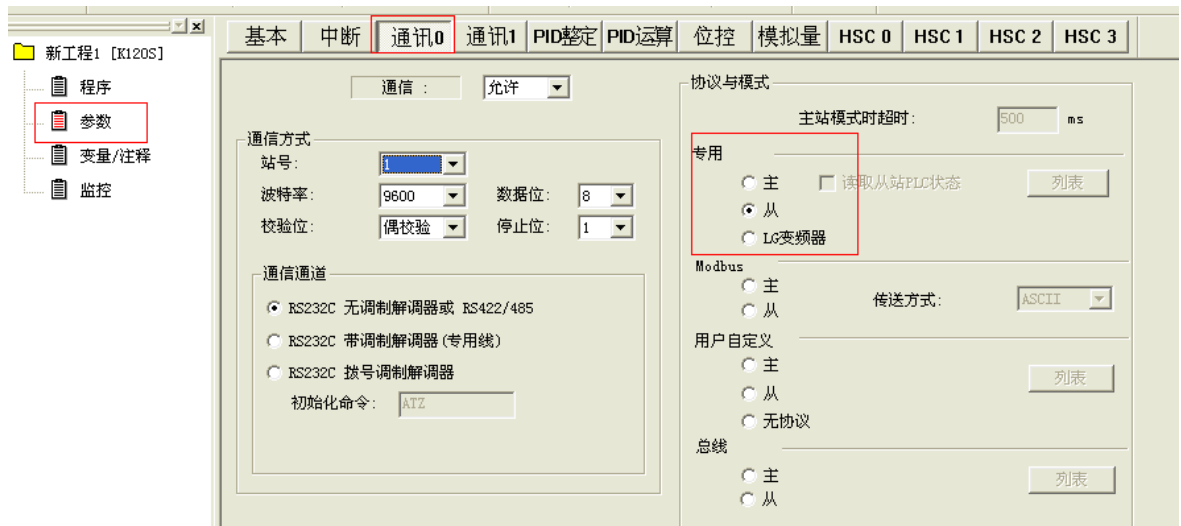 新工程1 [K120S]
程序
参数
变量/注释
监控
基本 中断 通讯0 通讯1 PID整定 PID运算 位控 模拟量 HSC 0 HSC 1 HSC 2 HSC 3
通信 : 允许
通信方式
站号: 1
波特率: 9600 数据位: 8
校验位: 偶校验 停止位: 1
通信通道
RS232C 无调制解调器或 RS422/485
RS232C 带调制解调器(专用线)
RS232C 拨号调制解调器
初始化命令: ATZ
协议与模式
主站模式时超时: 500 ms
专用
主 读取从站PLC状态 列表
从
LG变频器
Modbus
主
从
传送方式: ASCII
用户自定义
主
列表
从
无协议
总线
主 列表
从